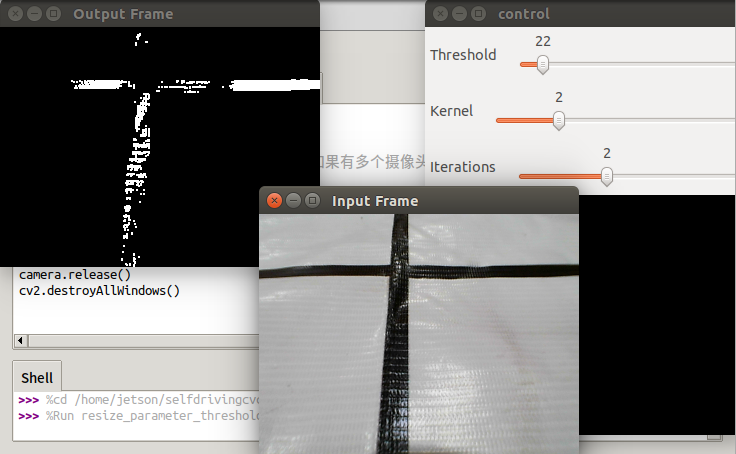 Output Frame
control
Threshold
22
Kernel
2
Iterations
2
如果有多个摄像头
Input Frame
camera.release()
cv2.destroyAllWindows()
Shell
>>> %cd /home/jetson/selfdrivingcv
>>> %Run resize_parameter_threshold